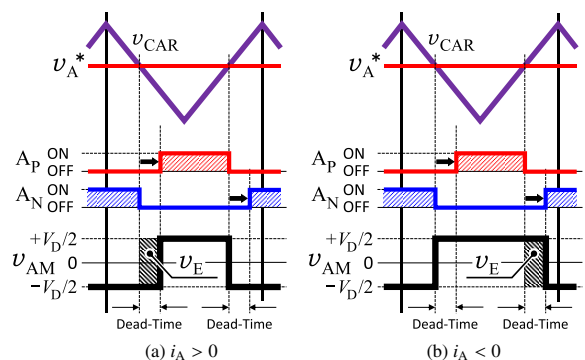 v_CAR
v_A*
A_P ON
OFF
A_N ON
OFF
+V_D/2
v_AM 0
−V_D/2
v_E
Dead-Time Dead-Time
(a) i_A > 0
v_CAR
v_A*
A_P ON
OFF
A_N ON
OFF
+V_D/2
v_AM 0
−V_D/2
v_E
Dead-Time Dead-Time
(b) i_A < 0